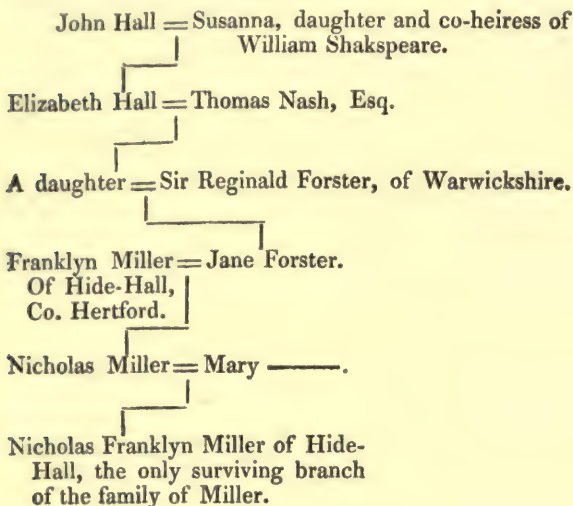 John Hall = Susanna, daughter and co-heiress of
William Shakspeare.
Elizabeth Hall = Thomas Nash, Esq.
A daughter = Sir Reginald Forster, of Warwickshire.
Franklyn Miller = Jane Forster.
Of Hide-Hall,
Co. Hertford.
Nicholas Miller = Mary ——.
Nicholas Franklyn Miller of Hide-
Hall, the only surviving branch
of the family of Miller.